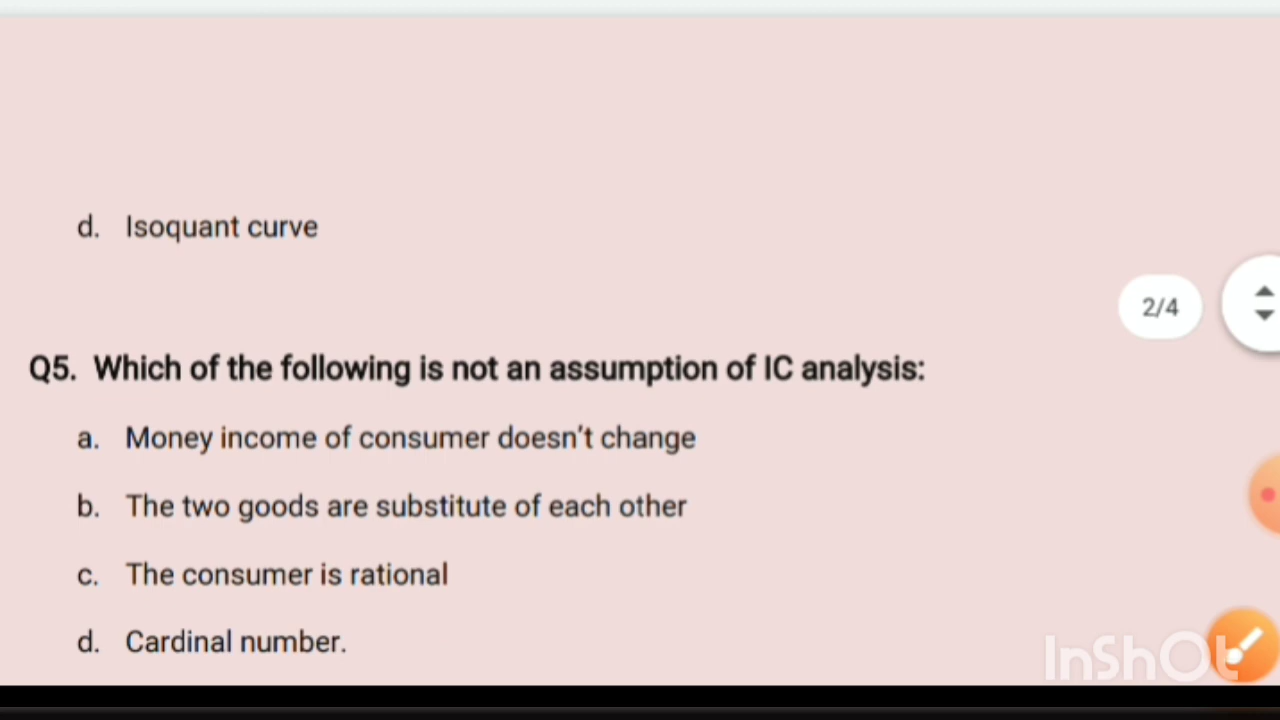 d. Isoquant curve
2/4
Q5. Which of the following is not an assumption of IC analysis:
a. Money income of consumer doesn't change
b. The two goods are substitute of each other
c. The consumer is rational
d. Cardinal number.
InShOt